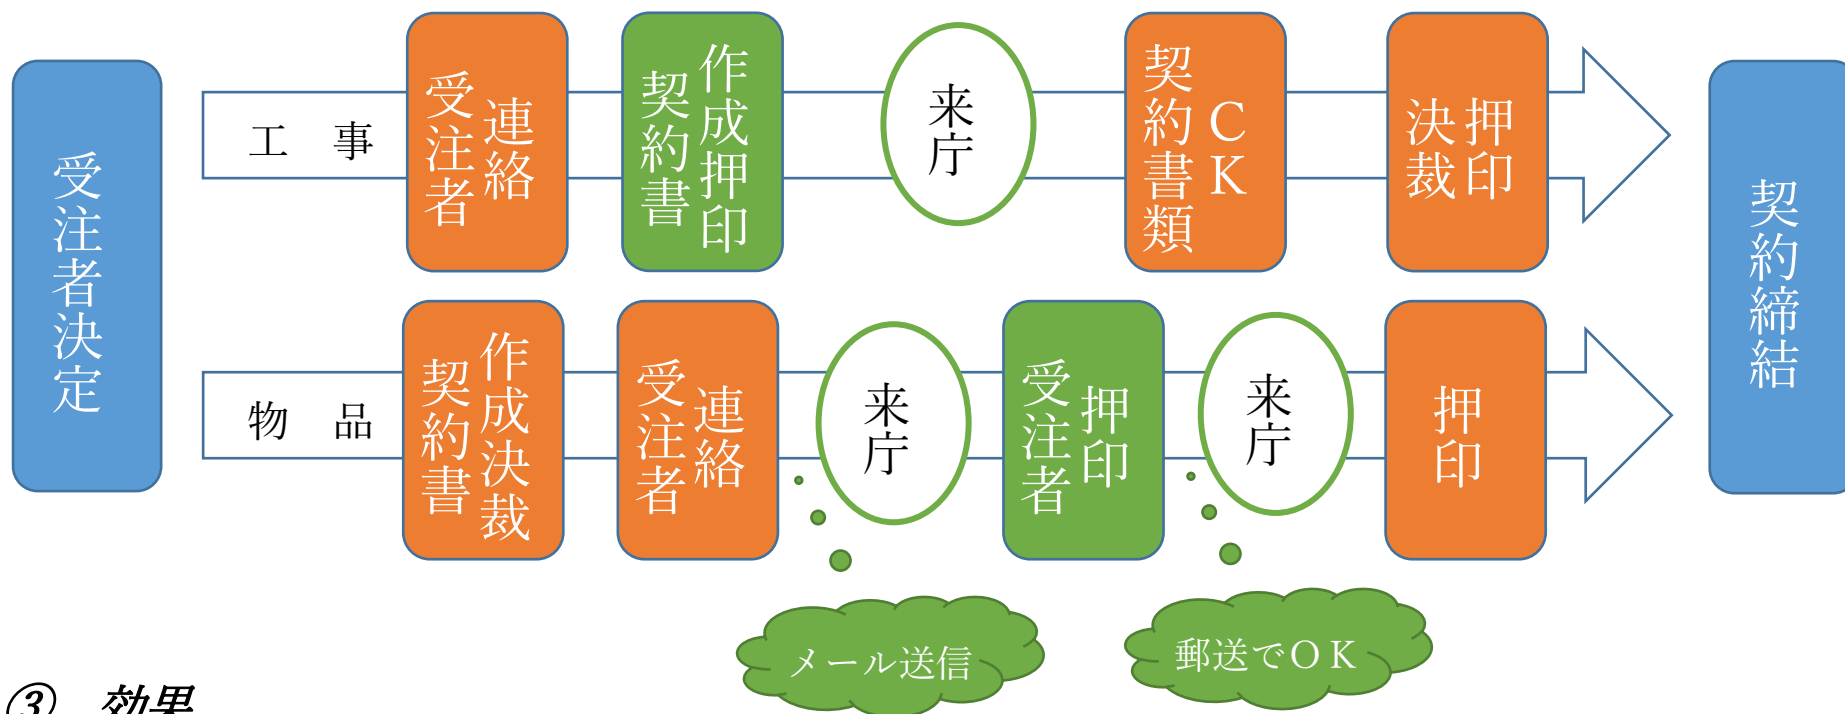 受注者決定
工　事
受注者
連絡
契約書
作成押印
来庁
契約書類
ＣＫ
決裁
押印
物　品
契約書
作成決裁
受注者
連絡
来庁
受注者
押印
来庁
押印
契約締結
メール送信
郵送でＯＫ
③　効果